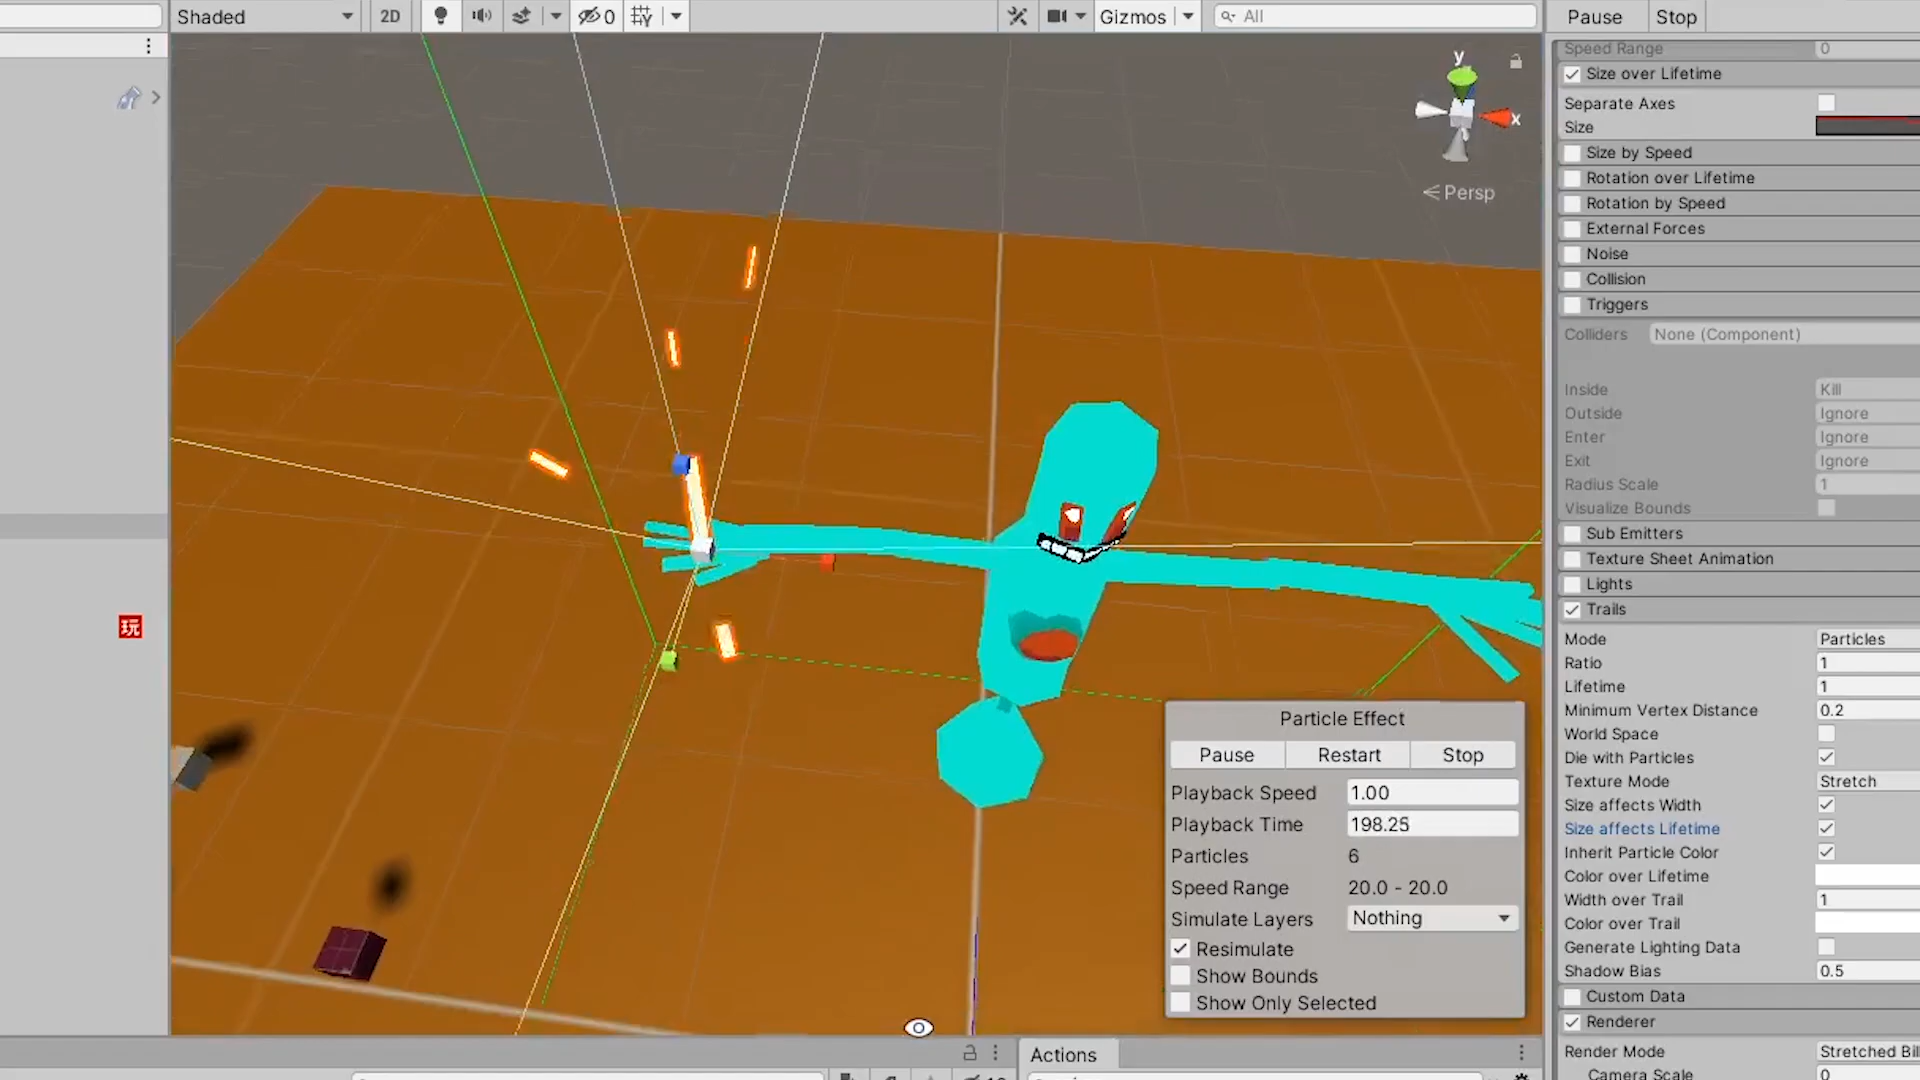 Shaded
2D
0
Gizmos
All
Pause
Stop
Speed Range
0
Size over Lifetime
Separate Axes
Size
Size by Speed
Rotation over Lifetime
Rotation by Speed
External Forces
Noise
Collision
Triggers
Colliders
None (Component)
Inside
Kill
Outside
Ignore
Enter
Ignore
Exit
Ignore
Radius Scale
1
Visualize Bounds
Sub Emitters
Texture Sheet Animation
Lights
Trails
Mode
Particles
Ratio
1
Lifetime
1
Minimum Vertex Distance
0.2
World Space
Die with Particles
Texture Mode
Stretch
Size affects Width
Size affects Lifetime
Inherit Particle Color
Color over Lifetime
Width over Trail
1
Color over Trail
Generate Lighting Data
Shadow Bias
0.5
Custom Data
Renderer
Render Mode
Stretched Bil
Camera Scale
0
y
x
Persp
玩
Particle Effect
Pause
Restart
Stop
Playback Speed
1.00
Playback Time
198.25
Particles
6
Speed Range
20.0 - 20.0
Simulate Layers
Nothing
Resimulate
Show Bounds
Show Only Selected
Actions